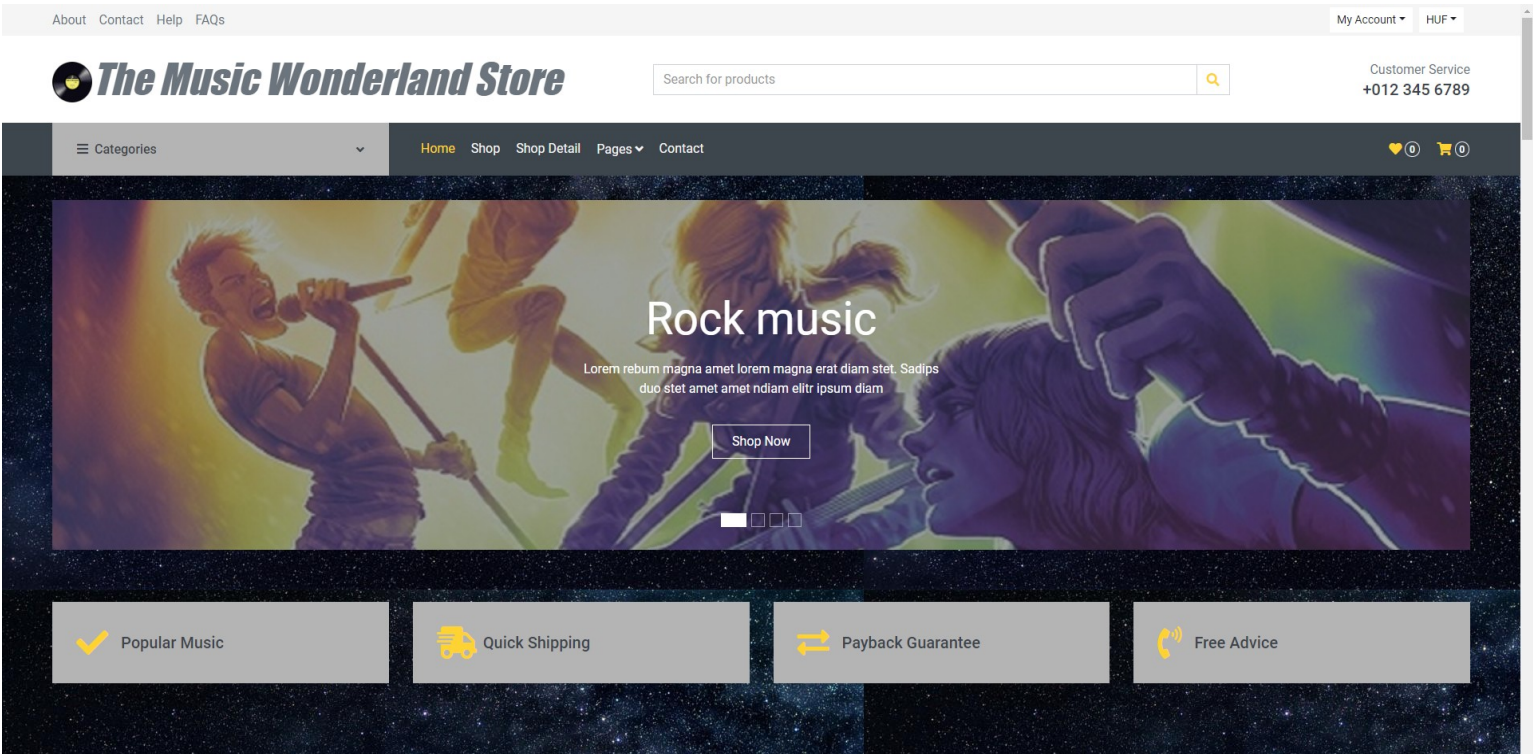 About Contact Help FAQs
My Account HUF
The Music Wonderland Store
Search for products
Customer Service
+012 345 6789
Categories
Home Shop Shop Detail Pages Contact
0 0
Rock music
Lorem rebum magna amet lorem magna erat diam stet. Sadips
duo stet amet amet ndiam elitr ipsum diam
Shop Now
Popular Music
Quick Shipping
Payback Guarantee
Free Advice